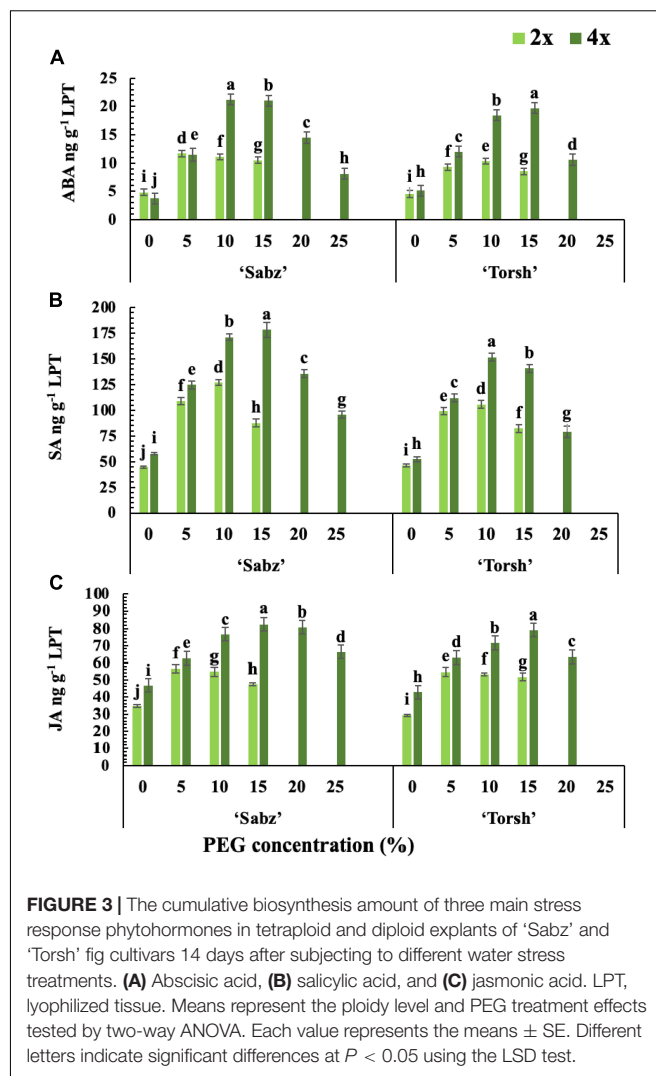 2x 4x
A
ABA ng g-1 LPT
25
20
15
10
5
0
i j d e f a g b c h
i h f c e b g a d
0 5 10 15 20 25 0 5 10 15 20 25
‘Sabz’ ‘Torsh’
B
SA ng g-1 LPT
200
175
150
125
100
75
50
25
0
j i f e d b h a c g
i h e c d a f b g
0 5 10 15 20 25 0 5 10 15 20 25
‘Sabz’ ‘Torsh’
C
JA ng g-1 LPT
100
90
80
70
60
50
40
30
20
10
0
j i f e g c h a b d
i h e d f b g a c
0 5 10 15 20 25 0 5 10 15 20 25
‘Sabz’ ‘Torsh’
PEG concentration (%)
FIGURE 3 | The cumulative biosynthesis amount of three main stress
response phytohormones in tetraploid and diploid explants of ‘Sabz’ and
‘Torsh’ fig cultivars 14 days after subjecting to different water stress
treatments. (A) Abscisic acid, (B) salicylic acid, and (C) jasmonic acid. LPT,
lyophilized tissue. Means represent the ploidy level and PEG treatment effects
tested by two-way ANOVA. Each value represents the means ± SE. Different
letters indicate significant differences at P < 0.05 using the LSD test.